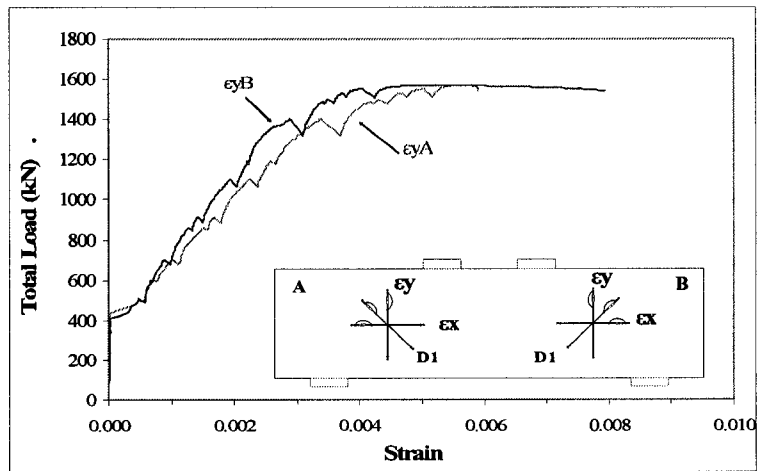 1800
1600
1400
1200
1000
800
600
400
200
0
Total Load (kN)
εyB
εyA
A
εy
εx
D1
B
εy
εx
D1
0.000
0.002
0.004
0.006
0.008
0.010
Strain